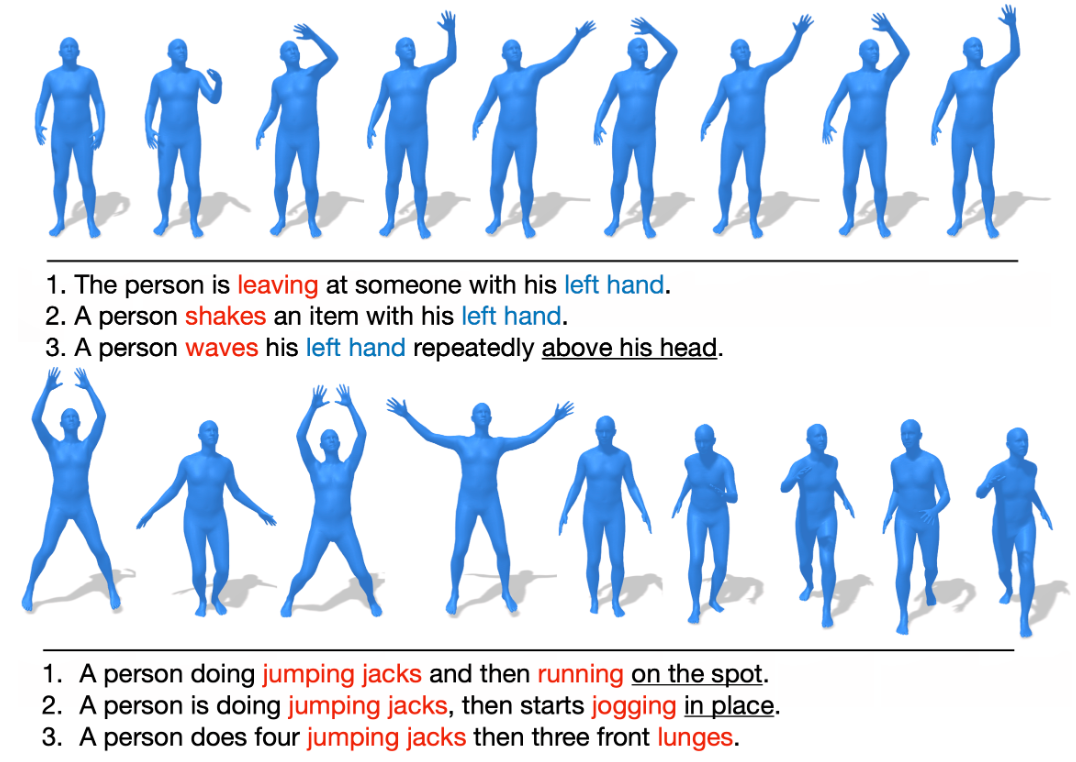 1. The person is leaving at someone with his left hand.
2. A person shakes an item with his left hand.
3. A person waves his left hand repeatedly above his head.
1. A person doing jumping jacks and then running on the spot.
2. A person is doing jumping jacks, then starts jogging in place.
3. A person does four jumping jacks then three front lunges.